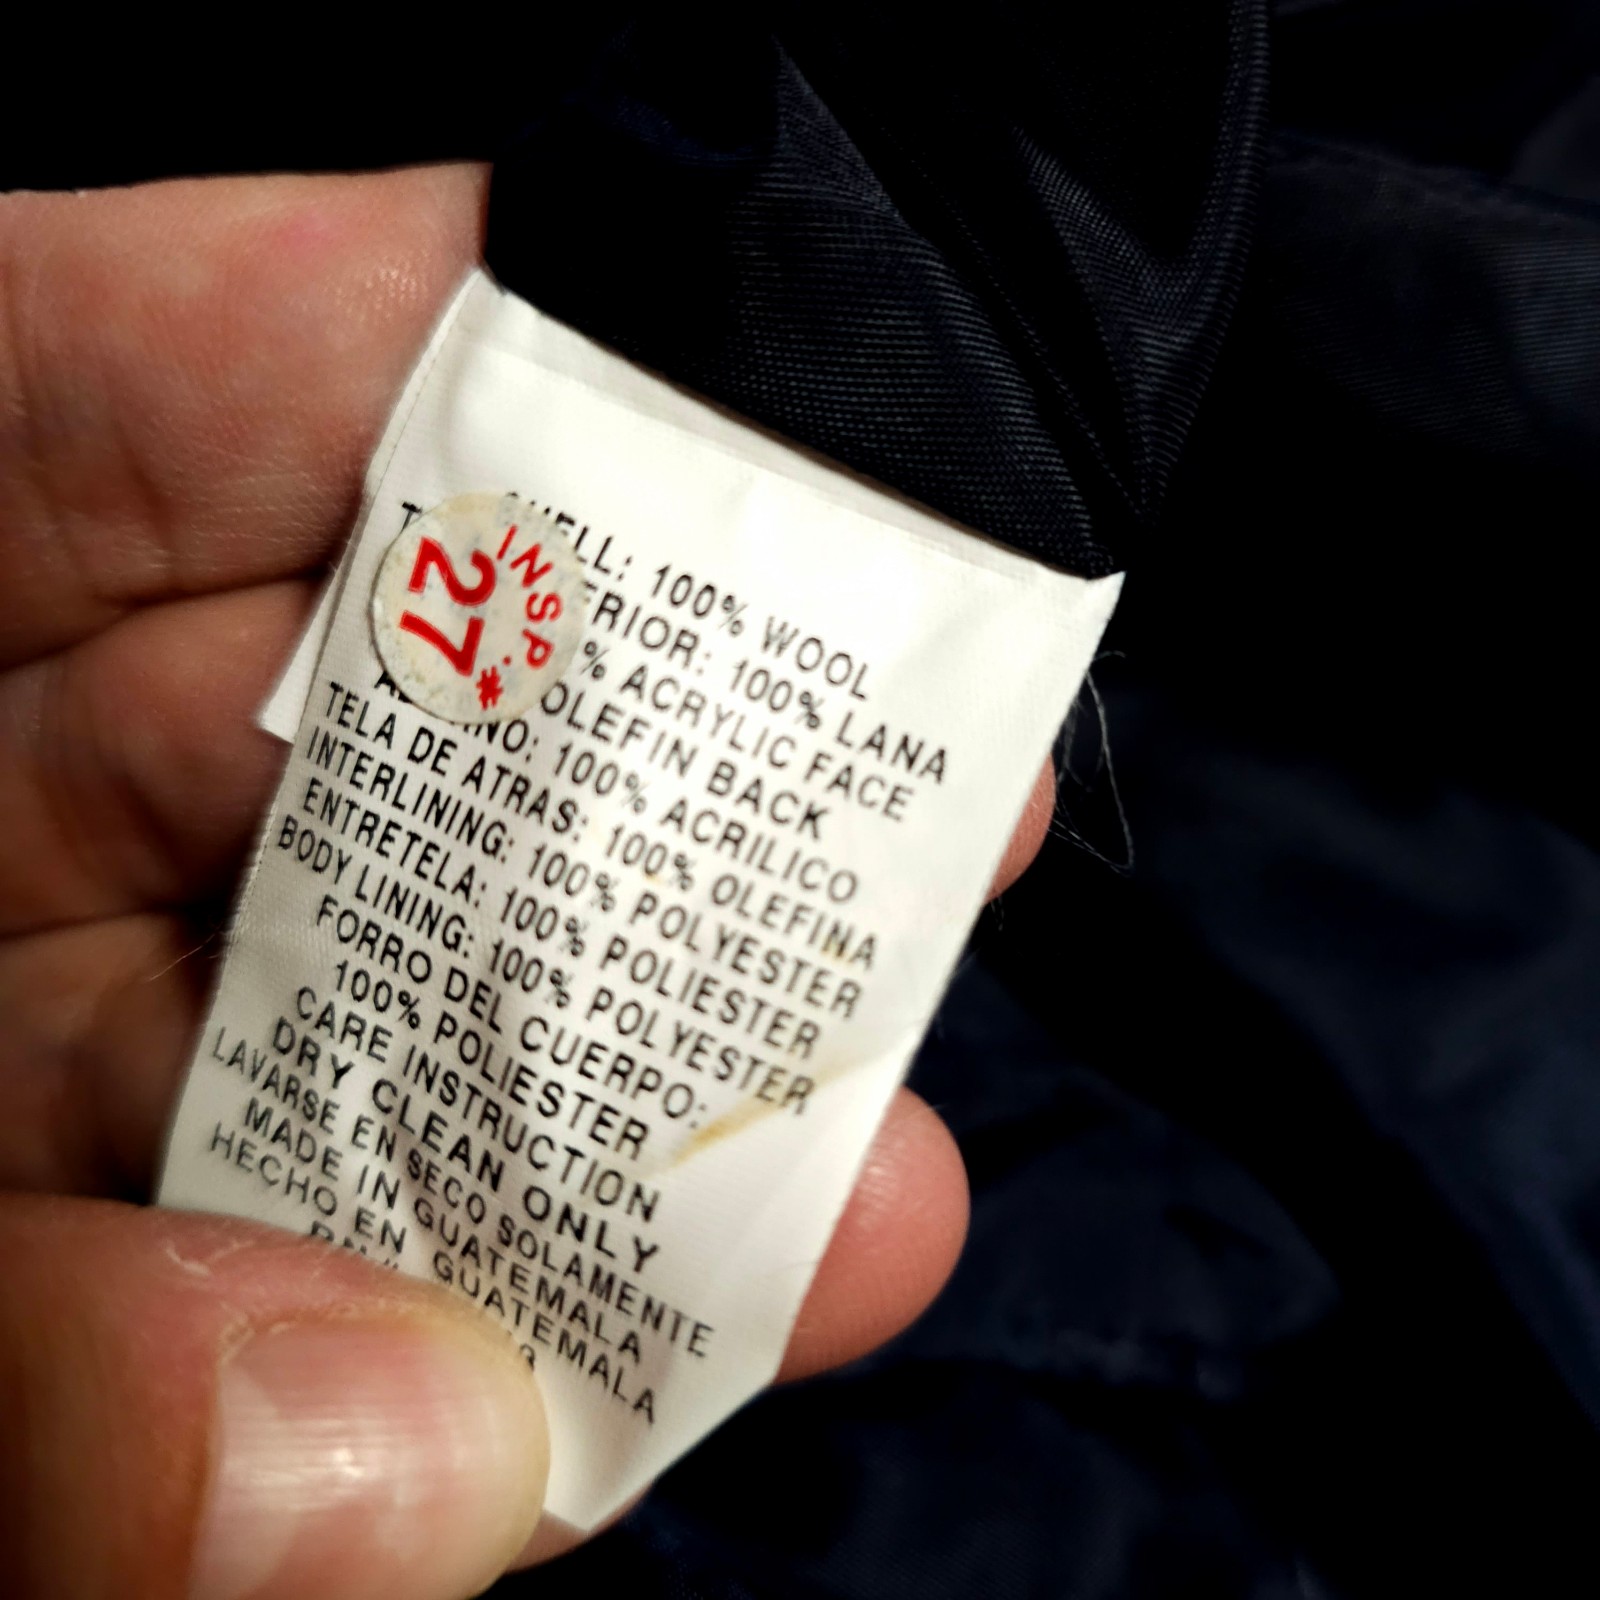 SHELL: 100% WOOL
ERIOR: 100% LANA
% ACRYLIC FACE
OLEFIN BACK
NO: 100% ACRILICO
TELA DE ATRAS: 100% OLEFINA
INTERLINING: 100% POLYESTER
ENTRETELA: 100% POLIESTER
BODY LINING: 100% POLYESTER
FORRO DEL CUERPO:
100% POLIESTER
CARE INSTRUCTION
DRY CLEAN ONLY
LAVARSE EN SECO SOLAMENTE
MADE IN GUATEMALA
HECHO EN GUATEMALA
INSP.#
27